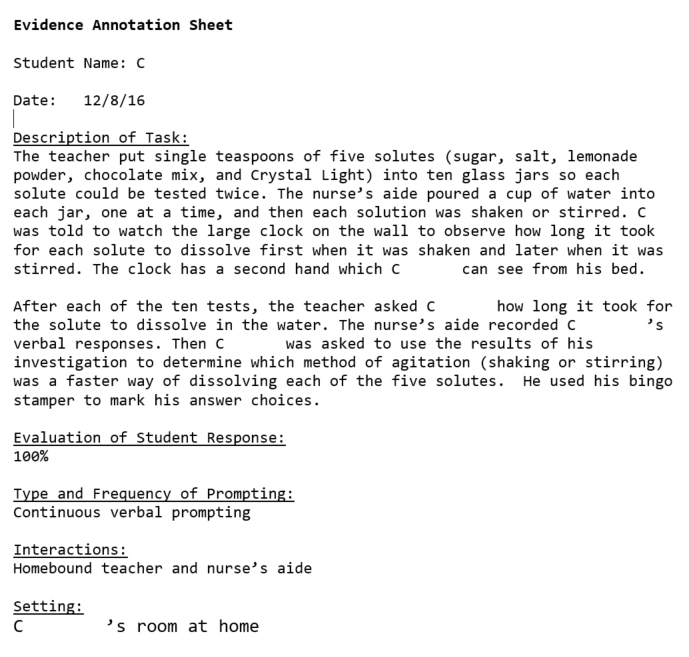 Evidence Annotation Sheet
Student Name: C
Date: 12/8/16
Description of Task:
The teacher put single teaspoons of five solutes (sugar, salt, lemonade
powder, chocolate mix, and Crystal Light) into ten glass jars so each
solute could be tested twice. The nurse’s aide poured a cup of water into
each jar, one at a time, and then each solution was shaken or stirred. C
was told to watch the large clock on the wall to observe how long it took
for each solute to dissolve first when it was shaken and later when it was
stirred. The clock has a second hand which C can see from his bed.
After each of the ten tests, the teacher asked C how long it took for
the solute to dissolve in the water. The nurse’s aide recorded C ’s
verbal responses. Then C was asked to use the results of his
investigation to determine which method of agitation (shaking or stirring)
was a faster way of dissolving each of the five solutes. He used his bingo
stamper to mark his answer choices.
Evaluation of Student Response:
100%
Type and Frequency of Prompting:
Continuous verbal prompting
Interactions:
Homebound teacher and nurse’s aide
Setting:
C ’s room at home